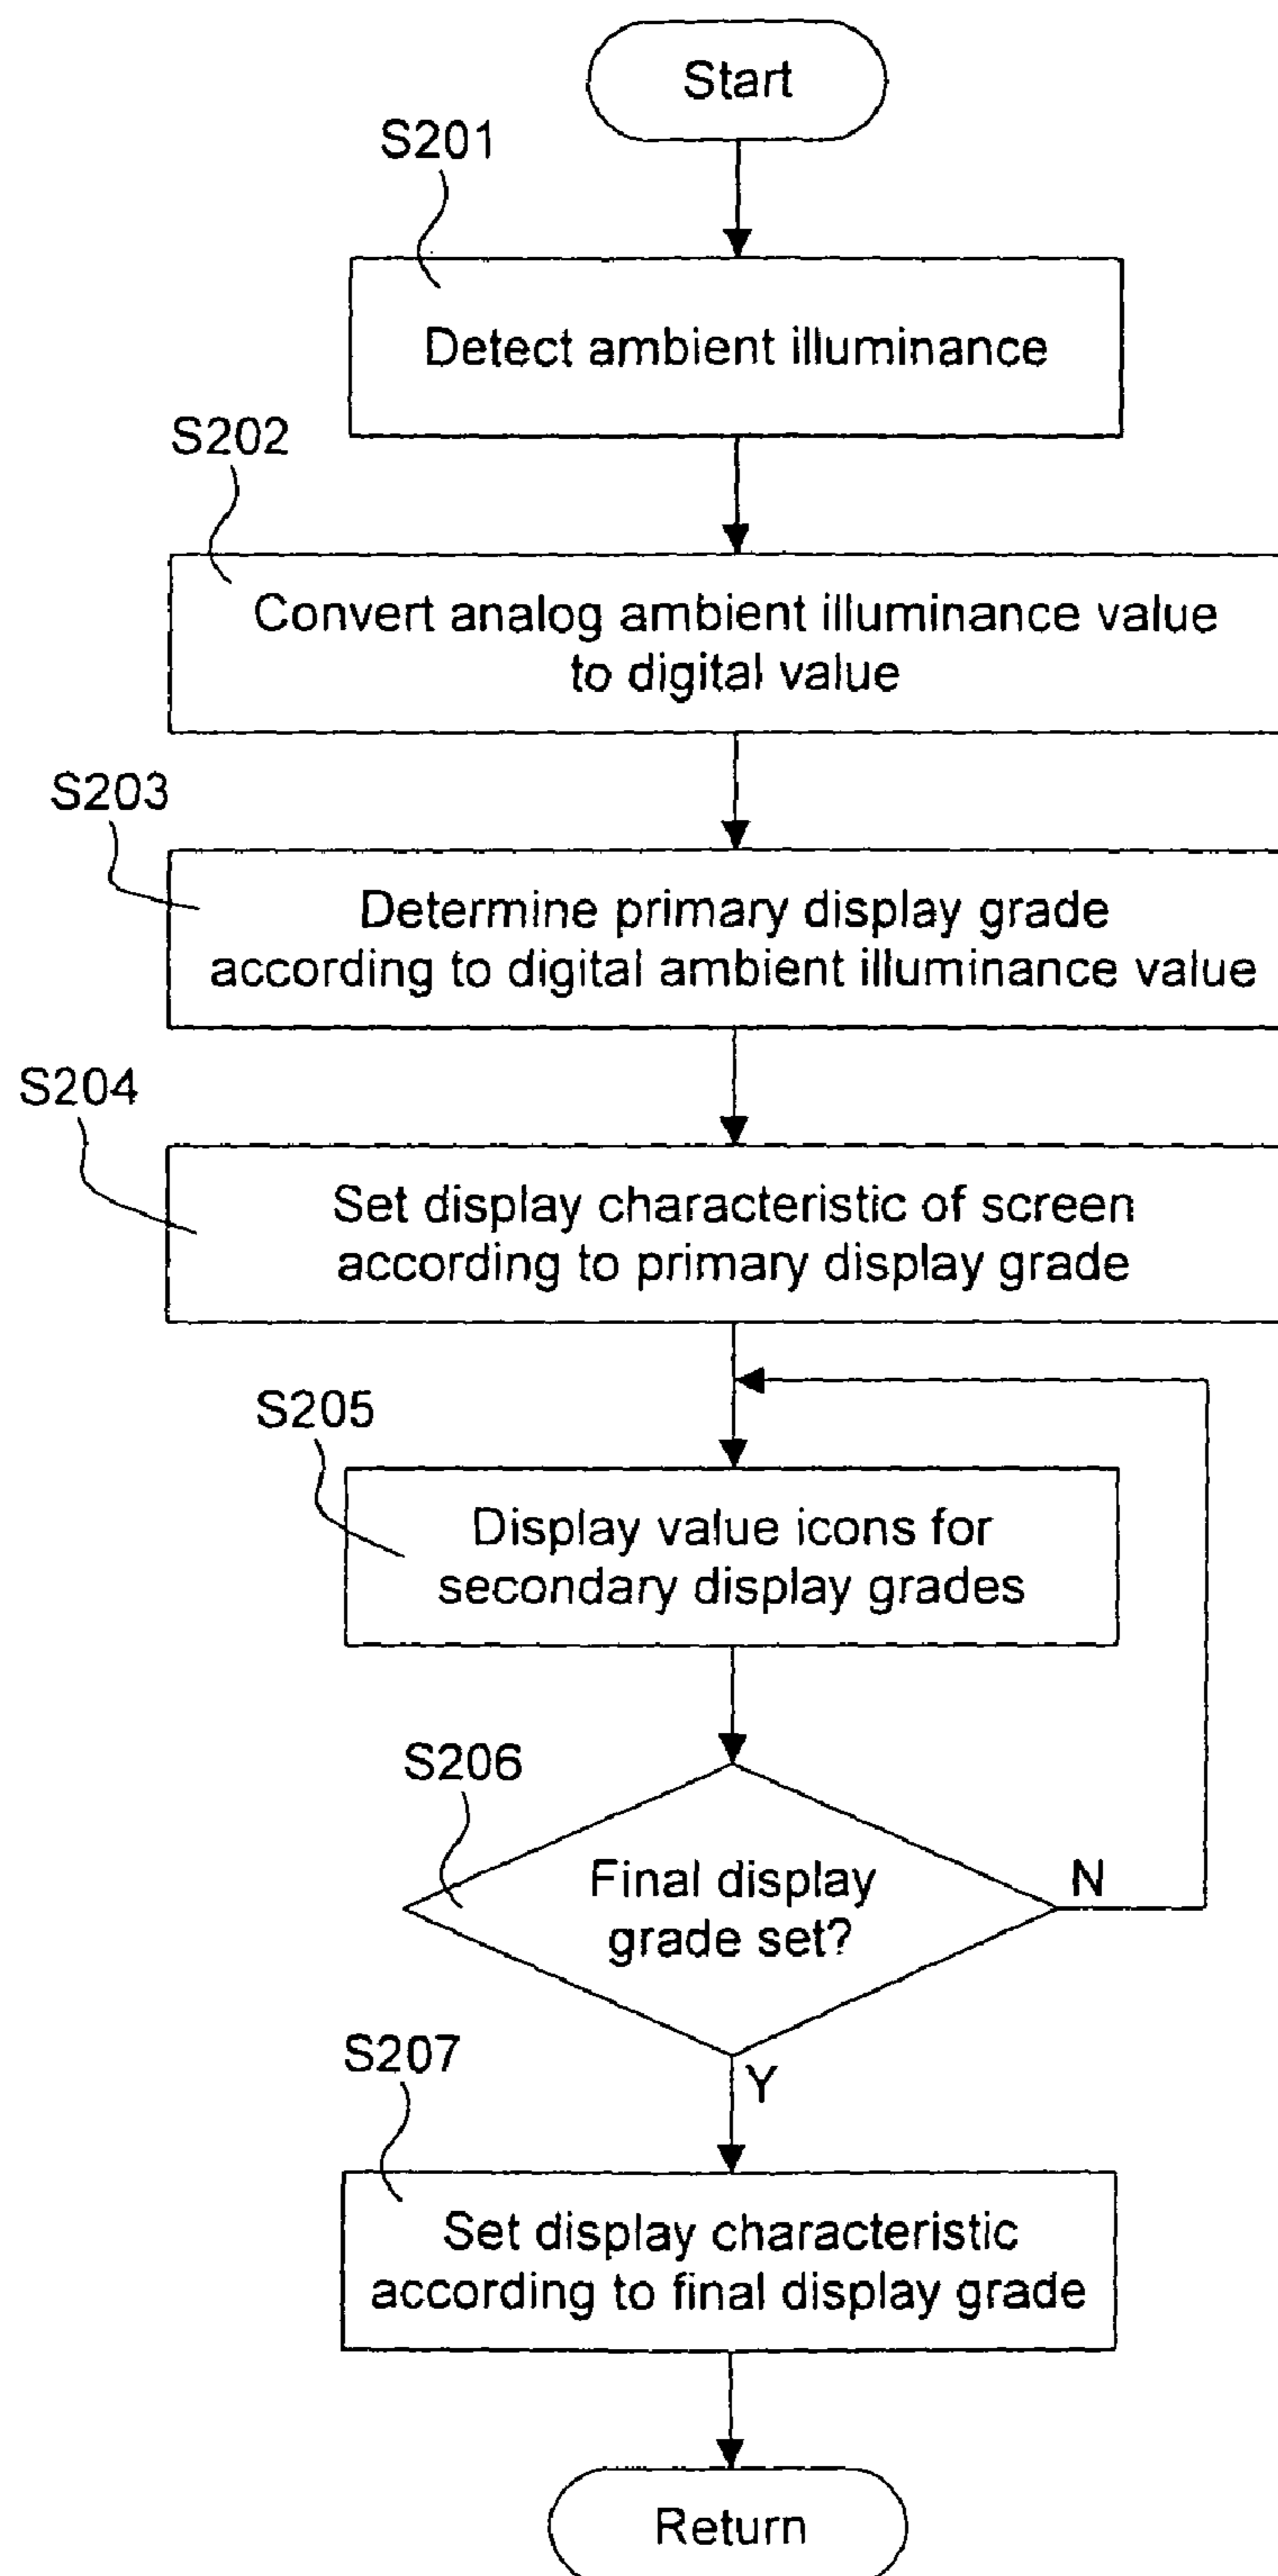 Start
S201
Detect ambient illuminance
S202
Convert analog ambient illuminance value
to digital value
S203
Determine primary display grade
according to digital ambient illuminance value
S204
Set display characteristic of screen
according to primary display grade
S205
Display value icons for
secondary display grades
S206
Final display
grade set?
N
S207
Y
Set display characteristic
according to final display grade
Return